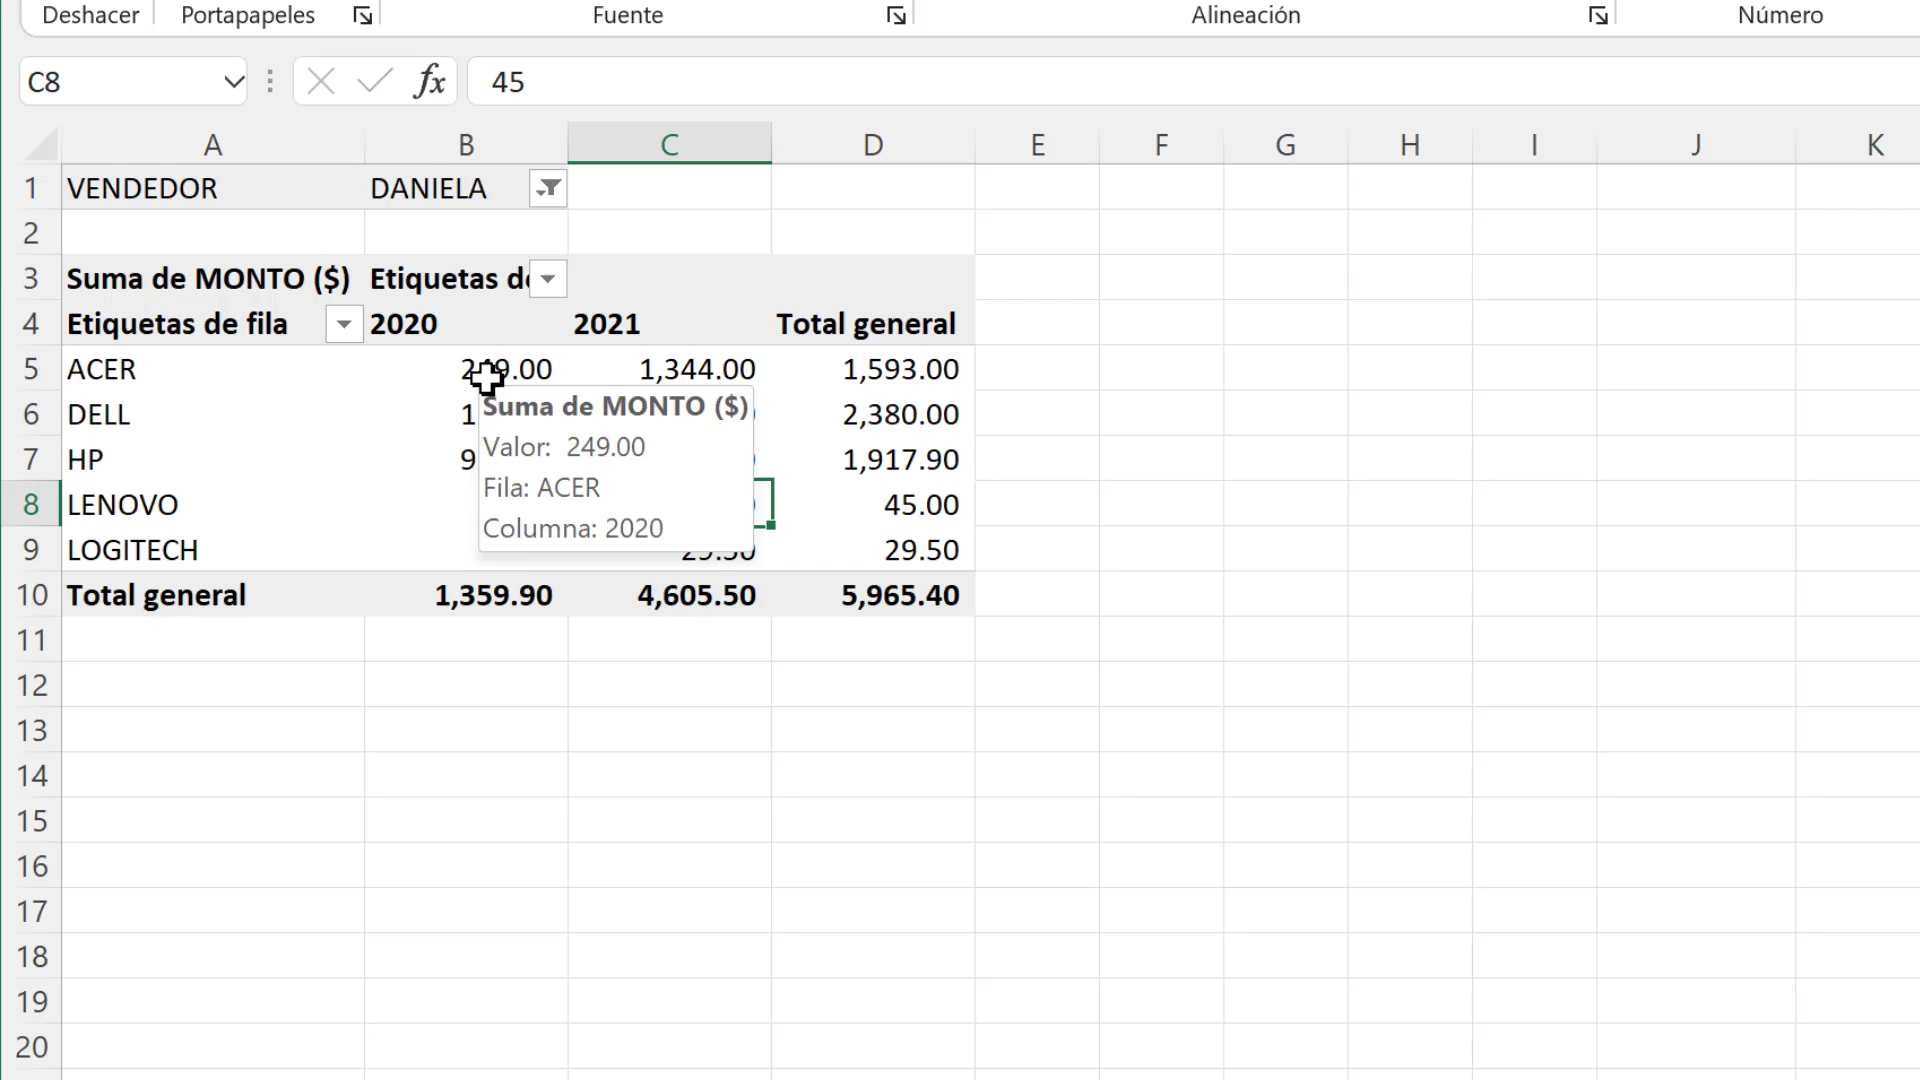 Deshacer Portapapeles Fuente Alineación Número
C8 fx 45
A B C D E F G H I J K
1 VENDEDOR DANIELA
2
3 Suma de MONTO ($) Etiquetas de
4 Etiquetas de fila 2020 2021 Total general
5 ACER 249.00 1,344.00 1,593.00
6 DELL 2,380.00
7 HP 1,917.90
8 LENOVO 45.00
9 LOGITECH 29.50 29.50
10 Total general 1,359.90 4,605.50 5,965.40
Suma de MONTO ($)
Valor: 249.00
Fila: ACER
Columna: 2020
11
12
13
14
15
16
17
18
19
20